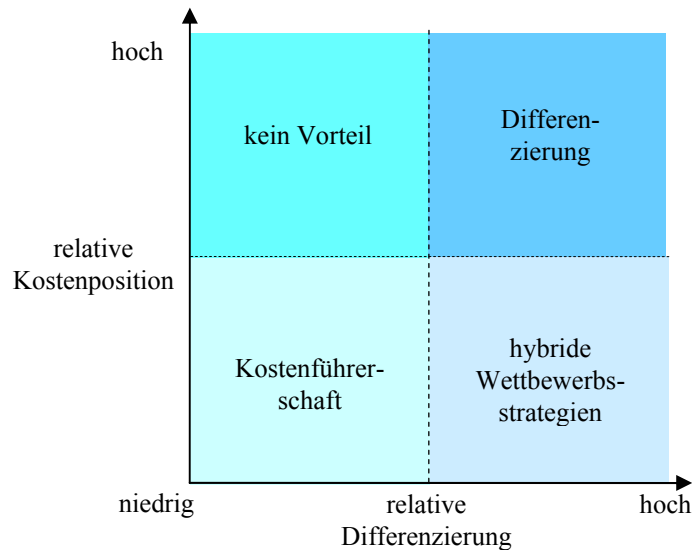 hoch
kein Vorteil
Differen-
zierung
relative
Kostenposition
Kostenführer-
schaft
hybride
Wettbewerbs-
strategien
niedrig
relative
Differenzierung
hoch